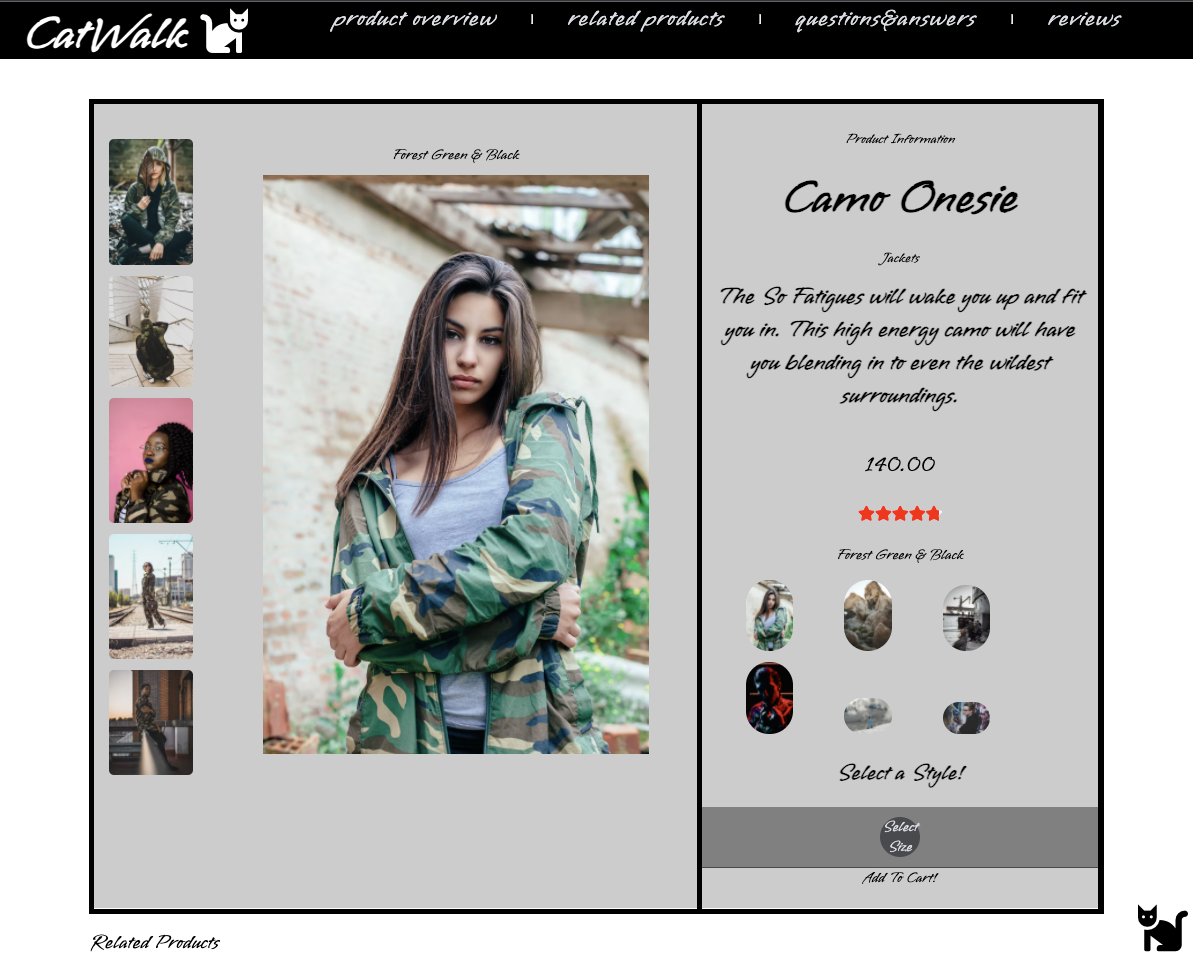 CatWalk
product overview
related products
questions&answers
reviews
Forest Green & Black
Product Information
Camo Onesie
Jackets
The So Fatigues will wake you up and fit
you in. This high energy camo will have
you blending in to even the wildest
surroundings.
140.00
Forest Green & Black
Select a Style!
Select
Size
Add To Cart!
Related Products